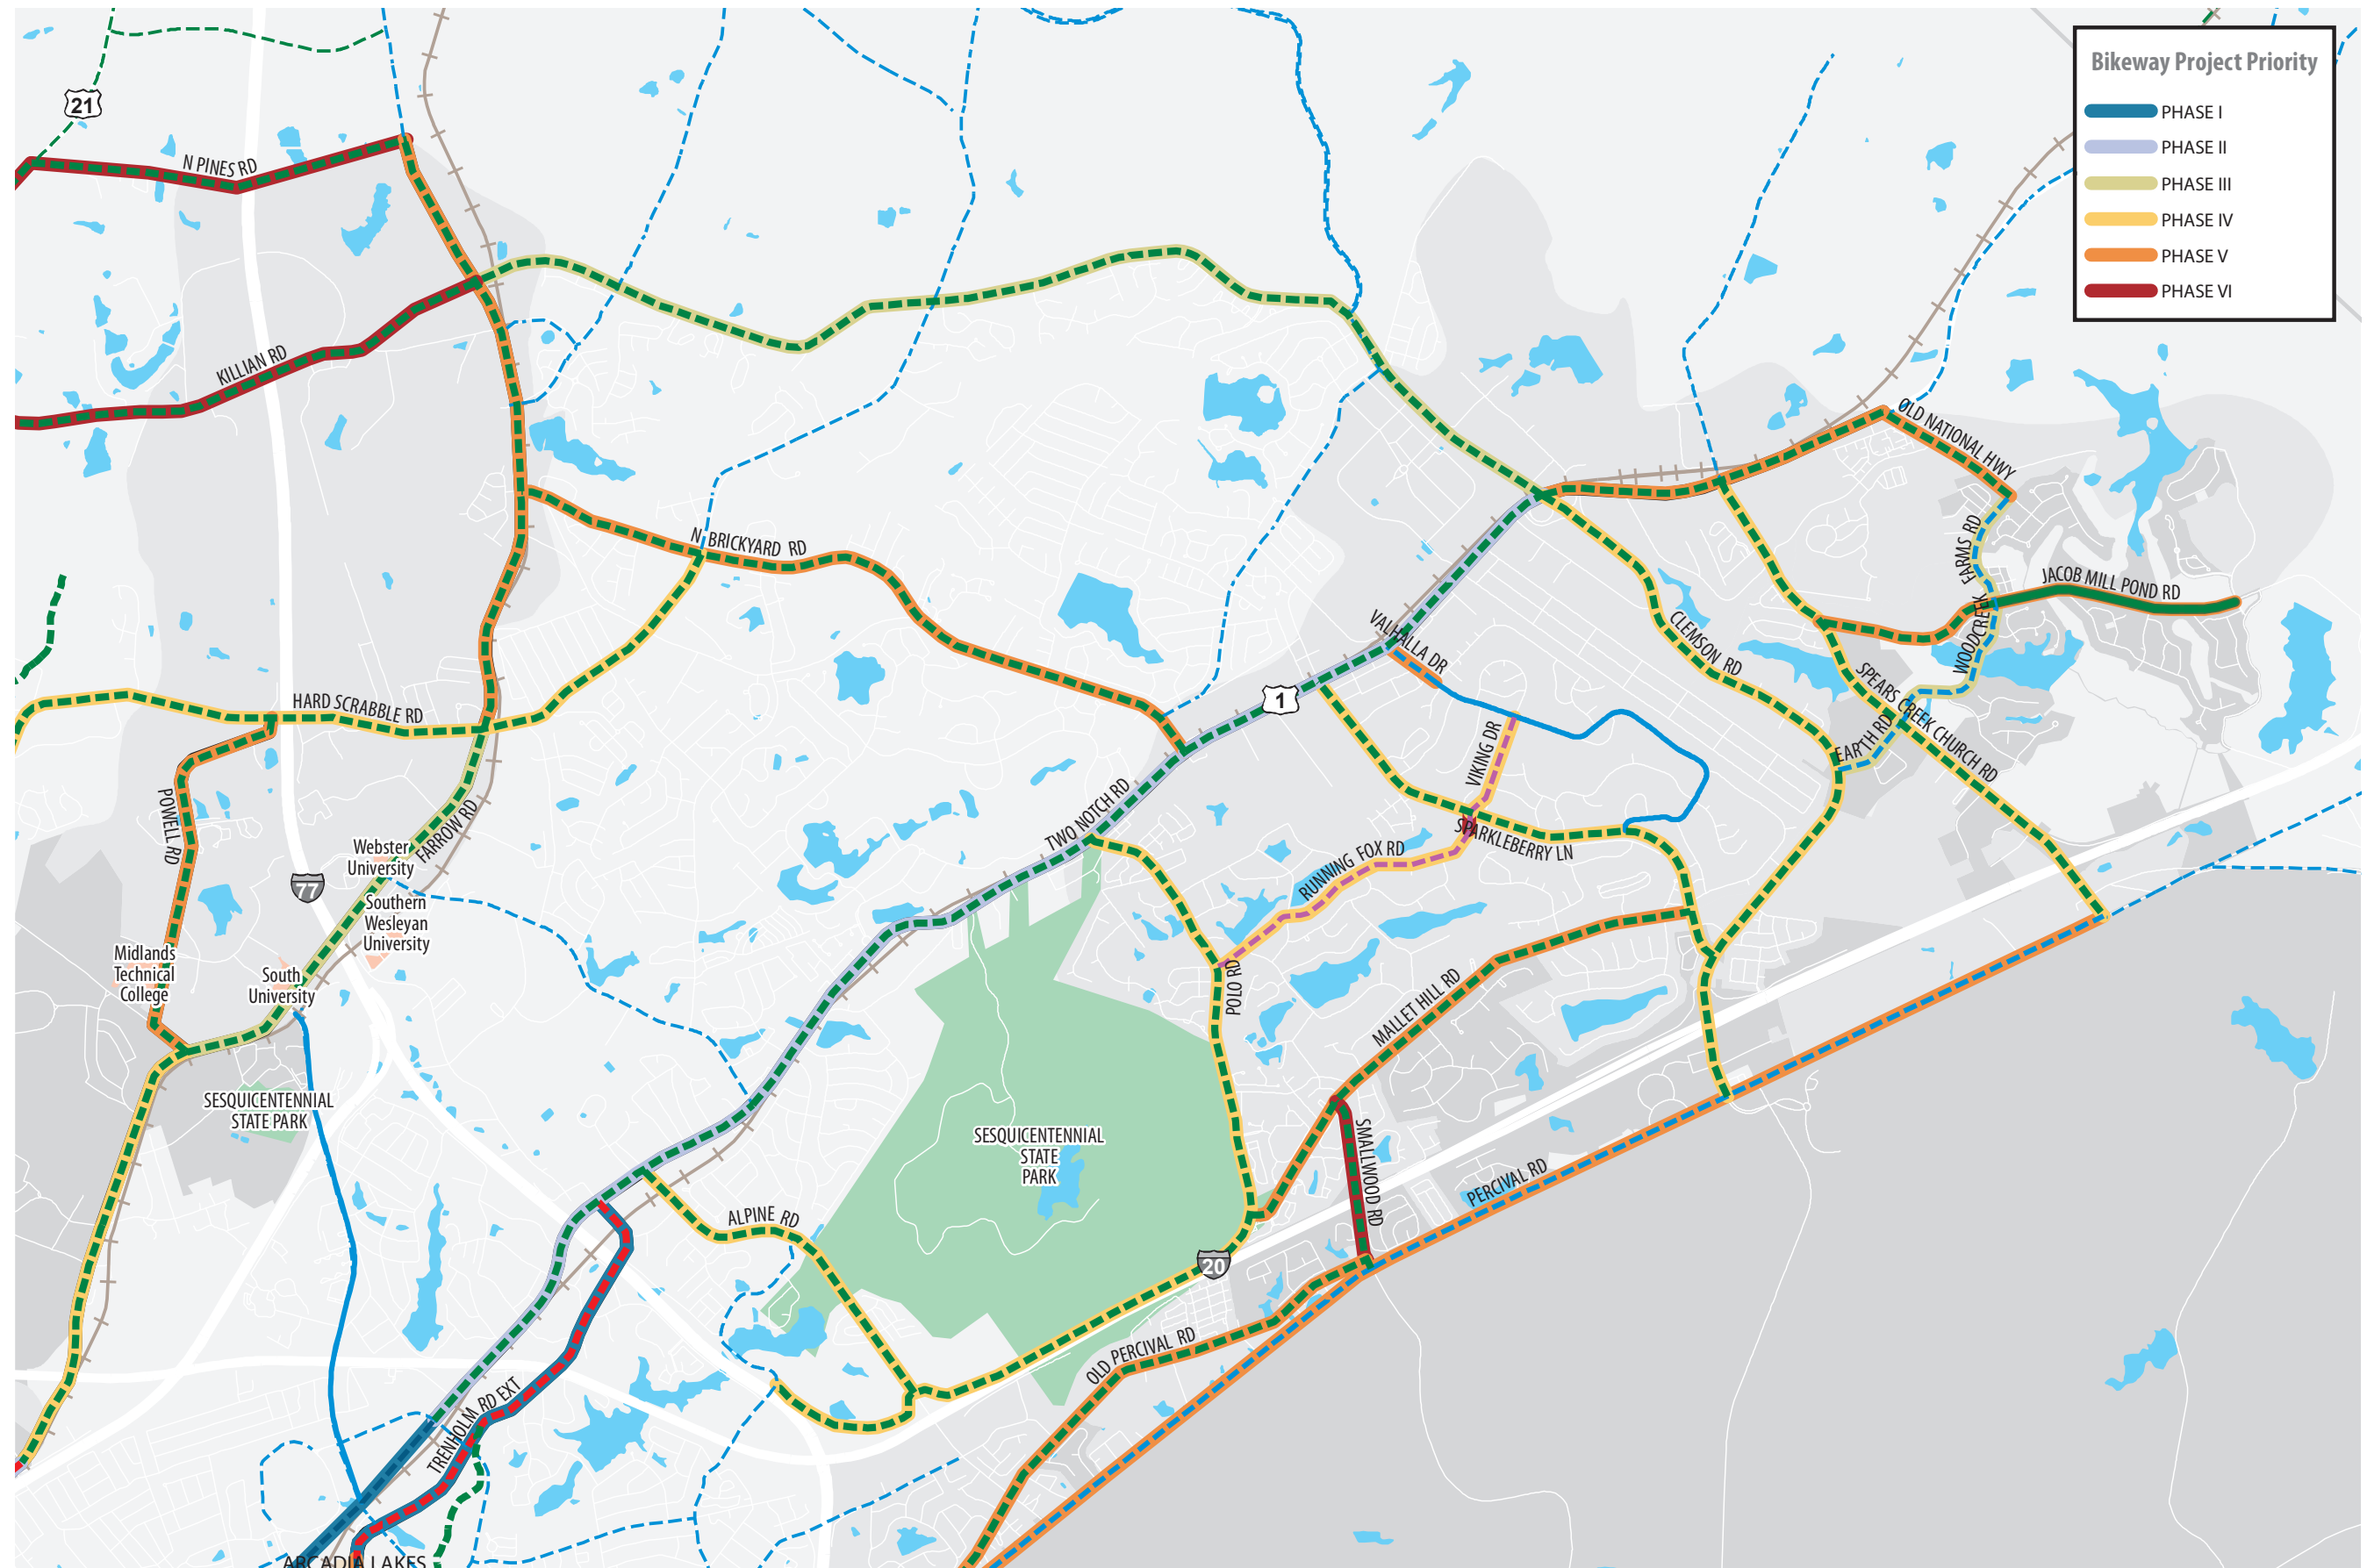 Bikeway Project Priority
PHASE I
PHASE II
PHASE III
PHASE IV
PHASE V
PHASE VI
21
N PINES RD
KILLIAN RD
OLD NATIONAL HWY
N BRICKYARD RD
FARMS RD
JACOB MILL POND RD
WOODCREEK
VALHALLA DR
CLEMSON RD
SPEARS CREEK CHURCH RD
EARTH RD
HARD SCRABBLE RD
1
VIKING DR
POWELL RD
FARROW RD
TWO NOTCH RD
SPARKLEBERRY LN
RUNNING FOX RD
Webster
University
77
Southern
Wesleyan
University
Midlands
Technical
College
South
University
POLO RD
MALLET HILL RD
SESQUICENTENNIAL
STATE PARK
SESQUICENTENNIAL
STATE
PARK
SMALLWOOD RD
PERCIVAL RD
ALPINE RD
20
OLD PERCIVAL RD
TRENHOLM RD EXT
ARCADIA LAKES